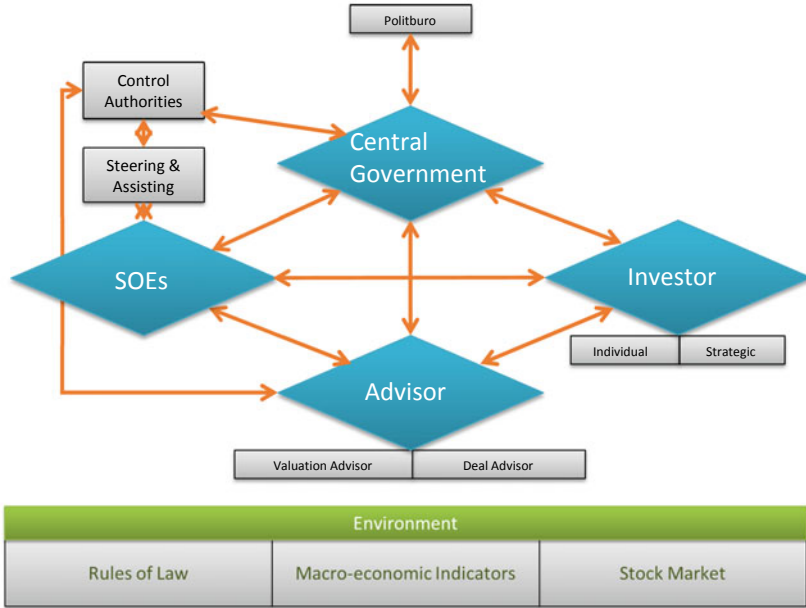 Politburo
Control
Authorities
Central
Government
Steering &
Assisting
SOEs
Investor
Individual
Strategic
Advisor
Valuation Advisor
Deal Advisor
Environment
Rules of Law
Macro-economic Indicators
Stock Market